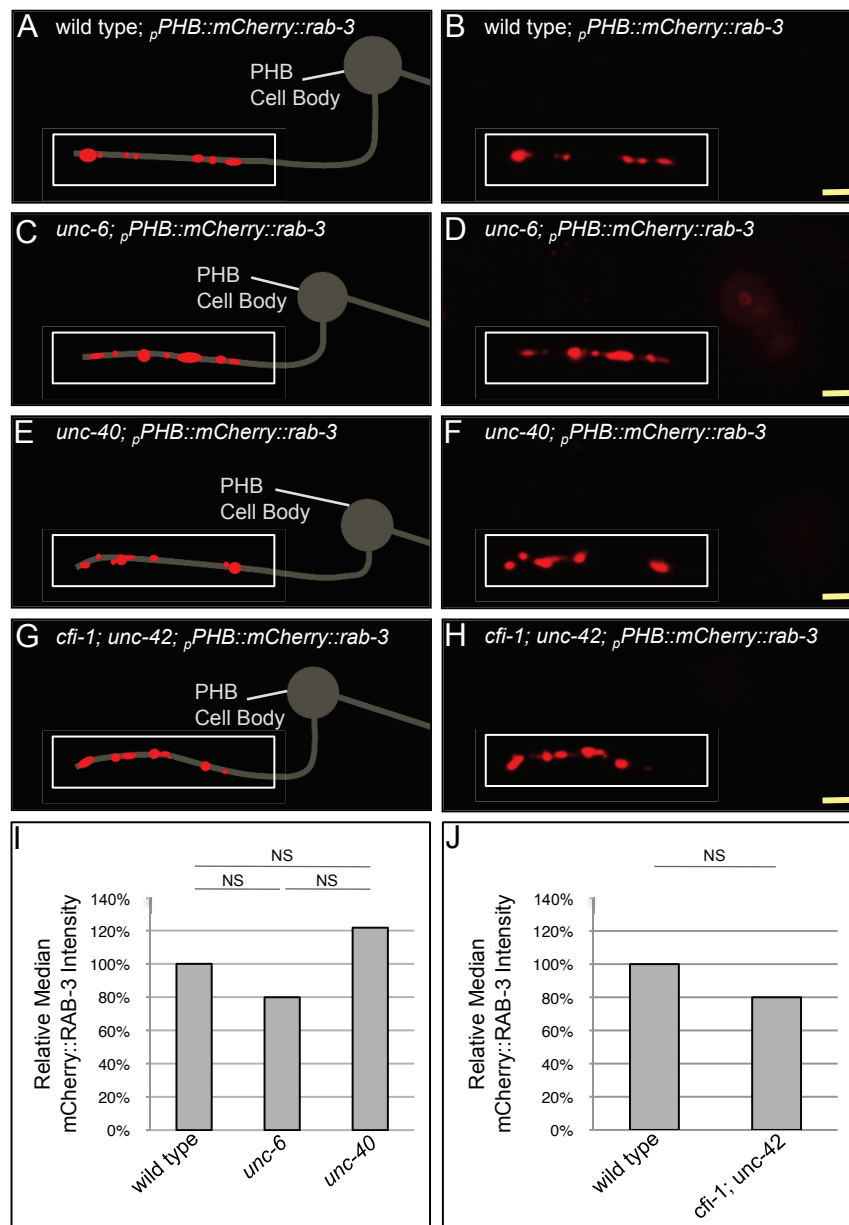 A wild type; pPHB::mCherry::rab-3
PHB
Cell Body
B wild type; pPHB::mCherry::rab-3
C unc-6; pPHB::mCherry::rab-3
PHB
Cell Body
D unc-6; pPHB::mCherry::rab-3
E unc-40; pPHB::mCherry::rab-3
PHB
Cell Body
F unc-40; pPHB::mCherry::rab-3
G cfi-1; unc-42; pPHB::mCherry::rab-3
PHB
Cell Body
H cfi-1; unc-42; pPHB::mCherry::rab-3
I
NS
NS NS
Relative Median
mCherry::RAB-3 Intensity
140%
120%
100%
80%
60%
40%
20%
0%
wild type
unc-6
unc-40
J
NS
Relative Median
mCherry::RAB-3 Intensity
140%
120%
100%
80%
60%
40%
20%
0%
wild type
cfi-1; unc-42